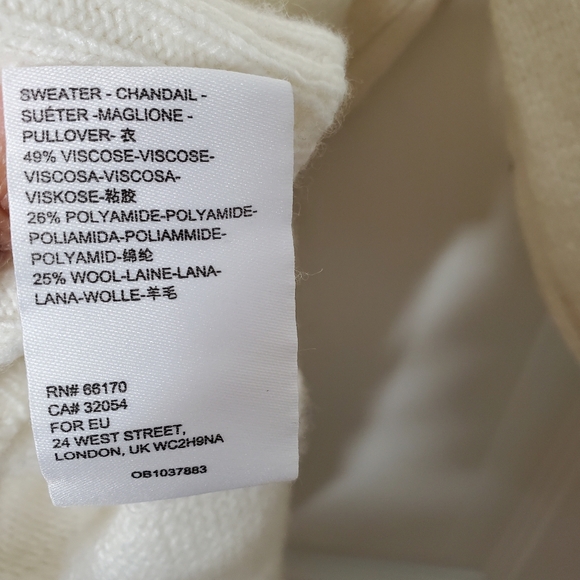 SWEATER - CHANDAIL -
SUÉTER -MAGLIONE -
PULLOVER- 衣
49% VISCOSE-VISCOSE-
VISCOSA-VISCOSA-
VISKOSE-粘胶
26% POLYAMIDE-POLYAMIDE-
POLIAMIDA-POLIAMMIDE-
POLYAMID-绵纶
25% WOOL-LAINE-LANA-
LANA-WOLLE-羊毛
RN# 66170
CA# 32054
FOR EU
24 WEST STREET,
LONDON, UK WC2H9NA
OB1037883